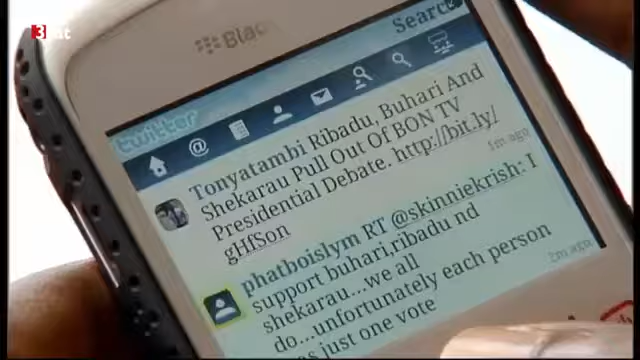 3sat
BlackBerry
Search
twitter
@
Tonyatambi Ribadu, Buhari And
Shekarau Pull Out Of BON TV
Presidential Debate. http://bit.ly/
gHfSon
5m ago
phatboislym RT @skinniekrish: I
support buhari,ribadu nd
shekarau...we all
do...unfortunately each person
just one vote
2m ago